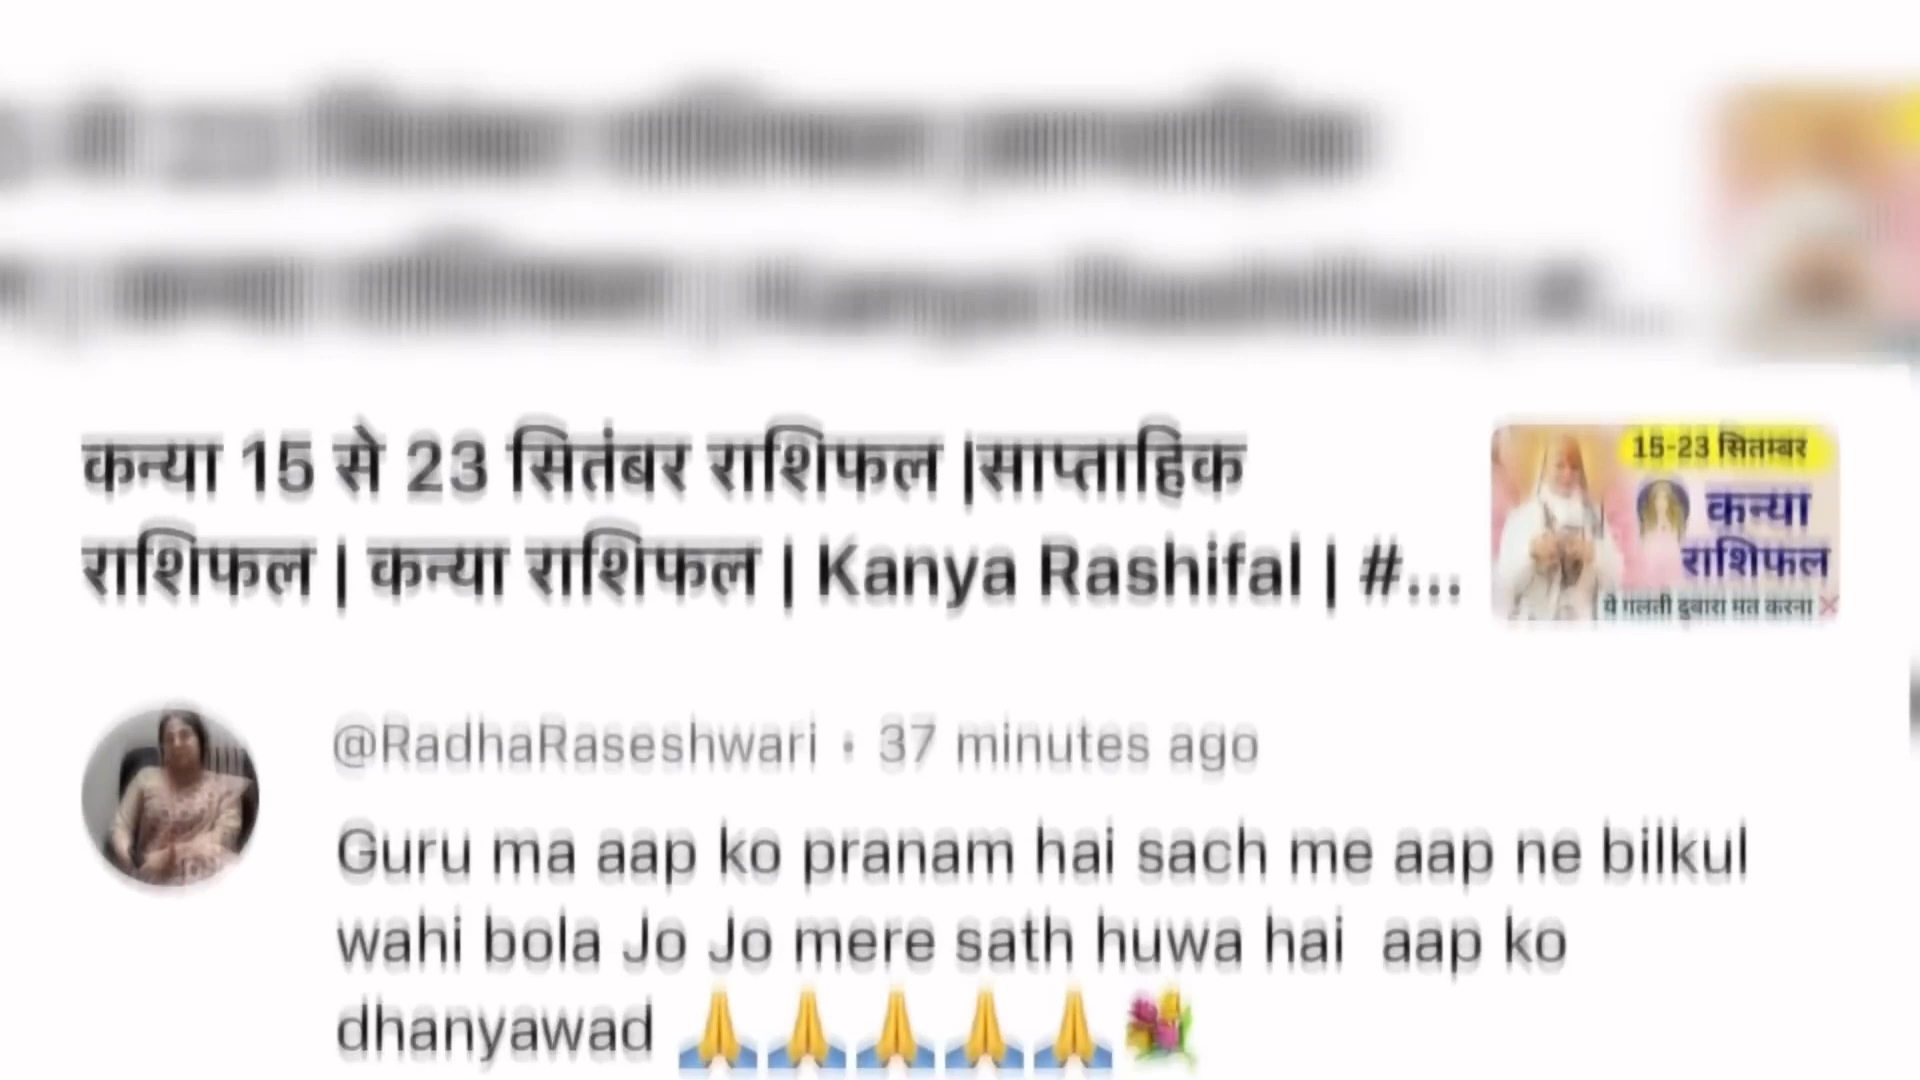 कन्या 15 से 23 सितंबर राशिफल |साप्ताहिक
राशिफल | कन्या राशिफल | Kanya Rashifal | #...
15-23 सितम्बर
कन्या
राशिफल
ये गलती दुबारा मत करना ❌
@RadhaRaseshwari • 37 minutes ago
Guru ma aap ko pranam hai sach me aap ne bilkul
wahi bola Jo Jo mere sath huwa hai  aap ko
dhanyawad 🙏🙏🙏🙏🙏💐